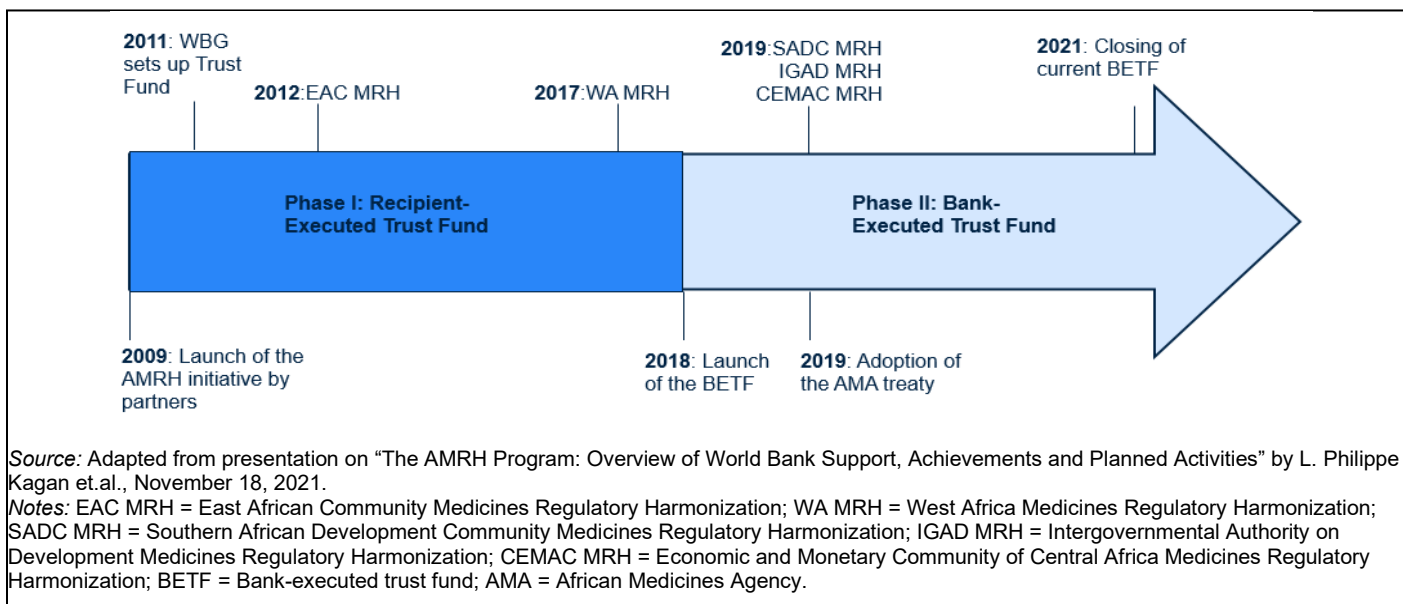 2011: WBG
sets up Trust
Fund
2012:EAC MRH
2017:WA MRH
2019:SADC MRH
IGAD MRH
CEMAC MRH
2021: Closing of
current BETF
Phase I: Recipient-
Executed Trust Fund
Phase II: Bank-
Executed Trust Fund
2009: Launch of the
AMRH initiative by
partners
2018: Launch
of the BETF
2019: Adoption of
the AMA treaty
Source: Adapted from presentation on “The AMRH Program: Overview of World Bank Support, Achievements and Planned Activities” by L. Philippe
Kagan et.al., November 18, 2021.
Notes: EAC MRH = East African Community Medicines Regulatory Harmonization; WA MRH = West Africa Medicines Regulatory Harmonization;
SADC MRH = Southern African Development Community Medicines Regulatory Harmonization; IGAD MRH = Intergovernmental Authority on
Development Medicines Regulatory Harmonization; CEMAC MRH = Economic and Monetary Community of Central Africa Medicines Regulatory
Harmonization; BETF = Bank-executed trust fund; AMA = African Medicines Agency.